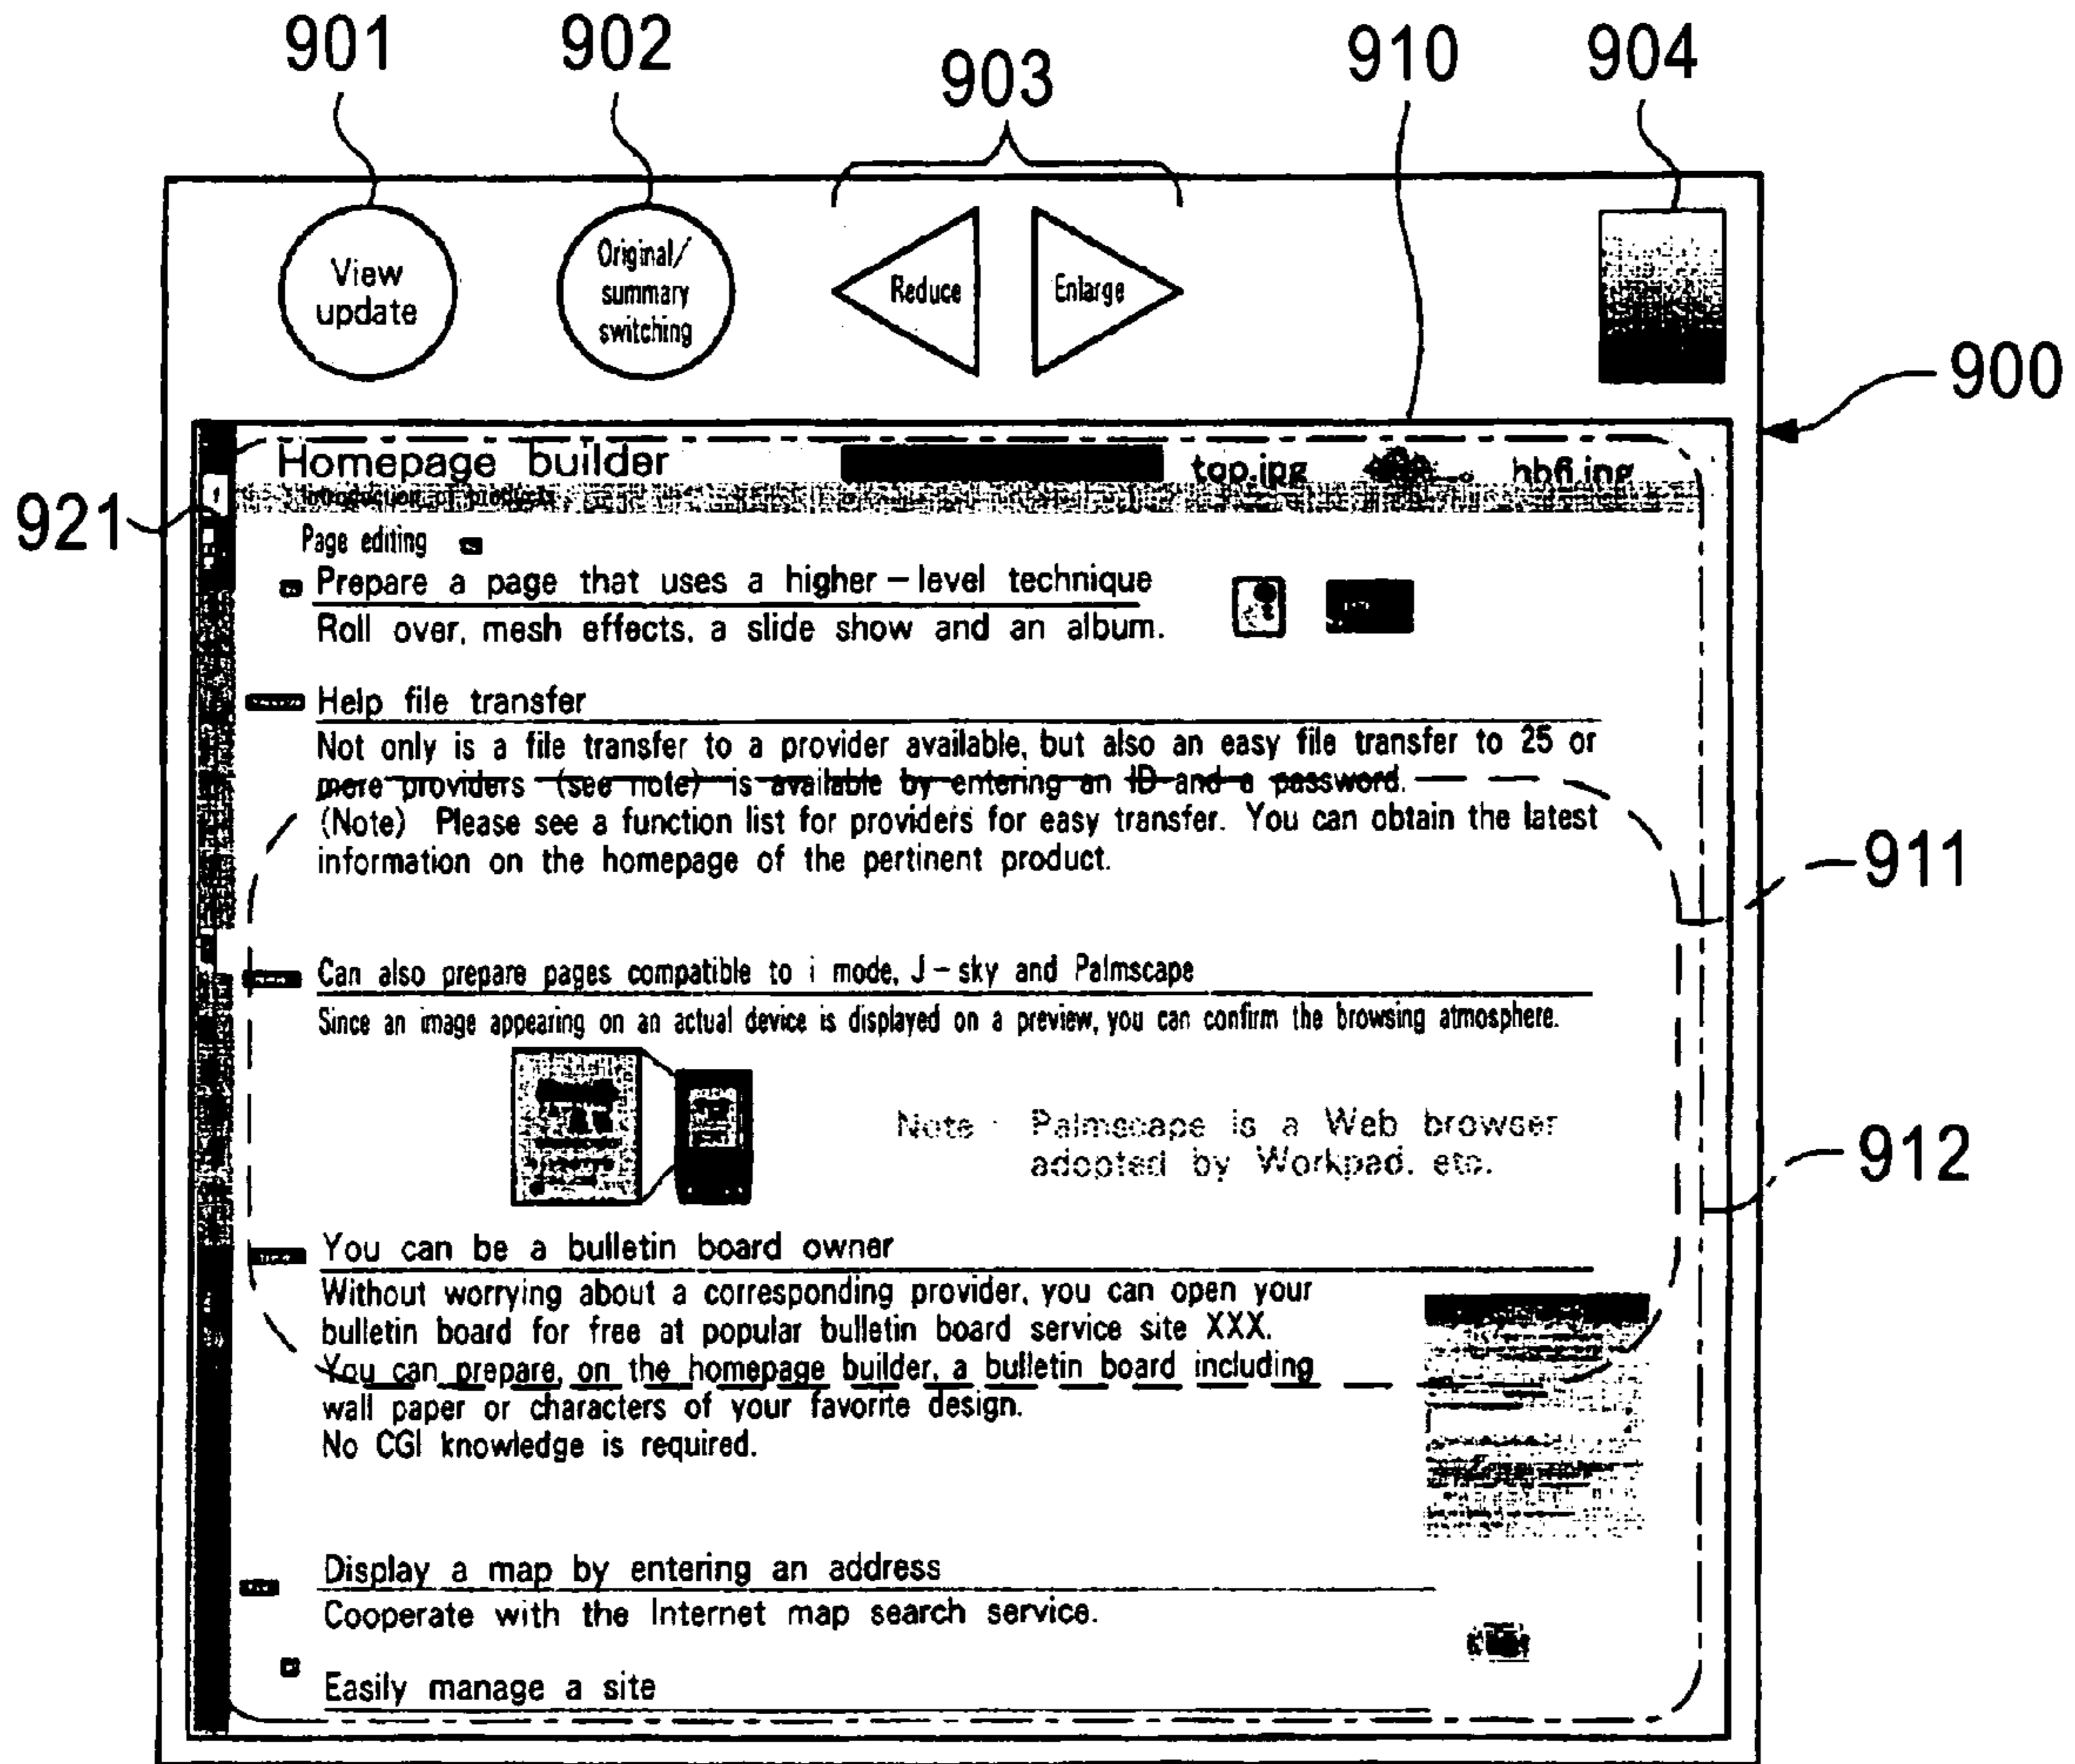 901
902
903
910
904
View
update
Original/
summary
switching
Reduce
Enlarge
900
Homepage builder
top.jpg
Introduction of products
921
Page editing
Prepare a page that uses a higher – level technique
Roll over, mesh effects, a slide show and an album.
Help file transfer
Not only is a file transfer to a provider available, but also an easy file transfer to 25 or
more providers (see note) is available by entering an ID and a password.
(Note) Please see a function list for providers for easy transfer. You can obtain the latest
information on the homepage of the pertinent product.
911
Can also prepare pages compatible to i mode, J – sky and Palmscape
Since an image appearing on an actual device is displayed on a preview, you can confirm the browsing atmosphere.
Note : Palmscape is a Web browser
adopted by Workpad, etc.
912
You can be a bulletin board owner
Without worrying about a corresponding provider, you can open your
bulletin board for free at popular bulletin board service site XXX.
You can prepare, on the homepage builder, a bulletin board including
wall paper or characters of your favorite design.
No CGI knowledge is required.
Display a map by entering an address
Cooperate with the Internet map search service.
Easily manage a site